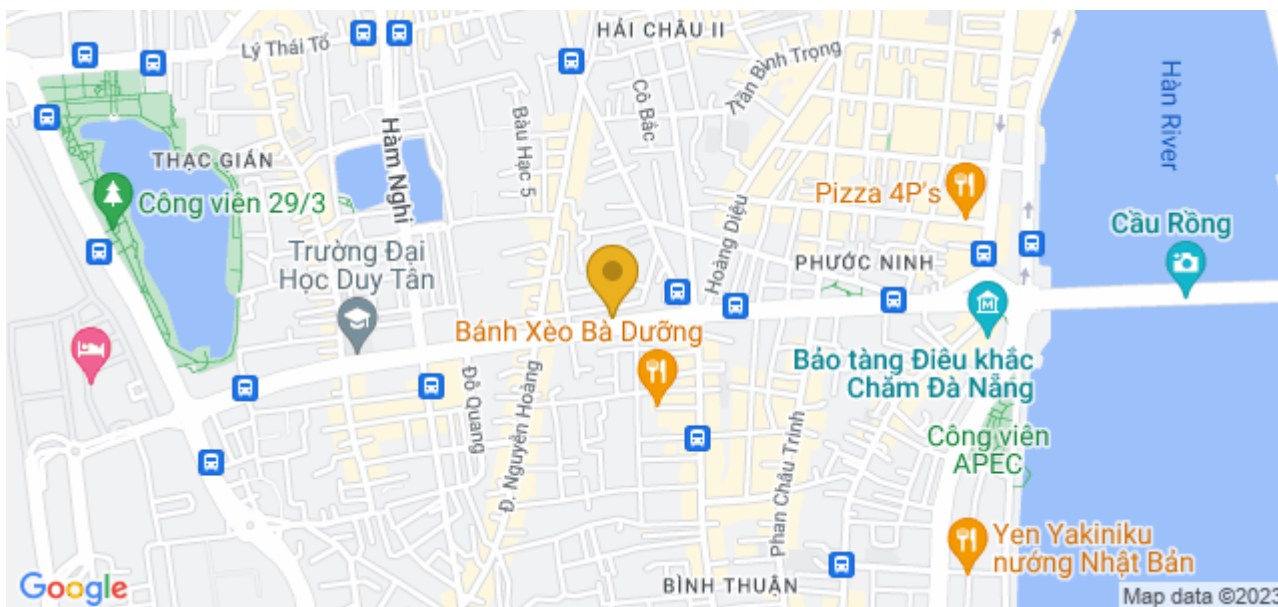 HẢI CHÂU II
Lý Thái Tổ
Trần Bình Trọng
Cô Bắc
Hàn River
Bàu Hạc 5
Hàm Nghi
THẠC GIÁN
Công viên 29/3
Pizza 4P's
Hoàng Diệu
Cầu Rồng
Trường Đại
Học Duy Tân
PHƯỚC NINH
Bánh Xèo Bà Dưỡng
Bảo tàng Điêu khắc
Chăm Đà Nẵng
Đỗ Quang
Đ. Nguyễn Hoàng
Phan Châu Trinh
Công viên
APEC
Yen Yakiniku
nướng Nhật Bản
BÌNH THUẬN
Google
Map data ©2023